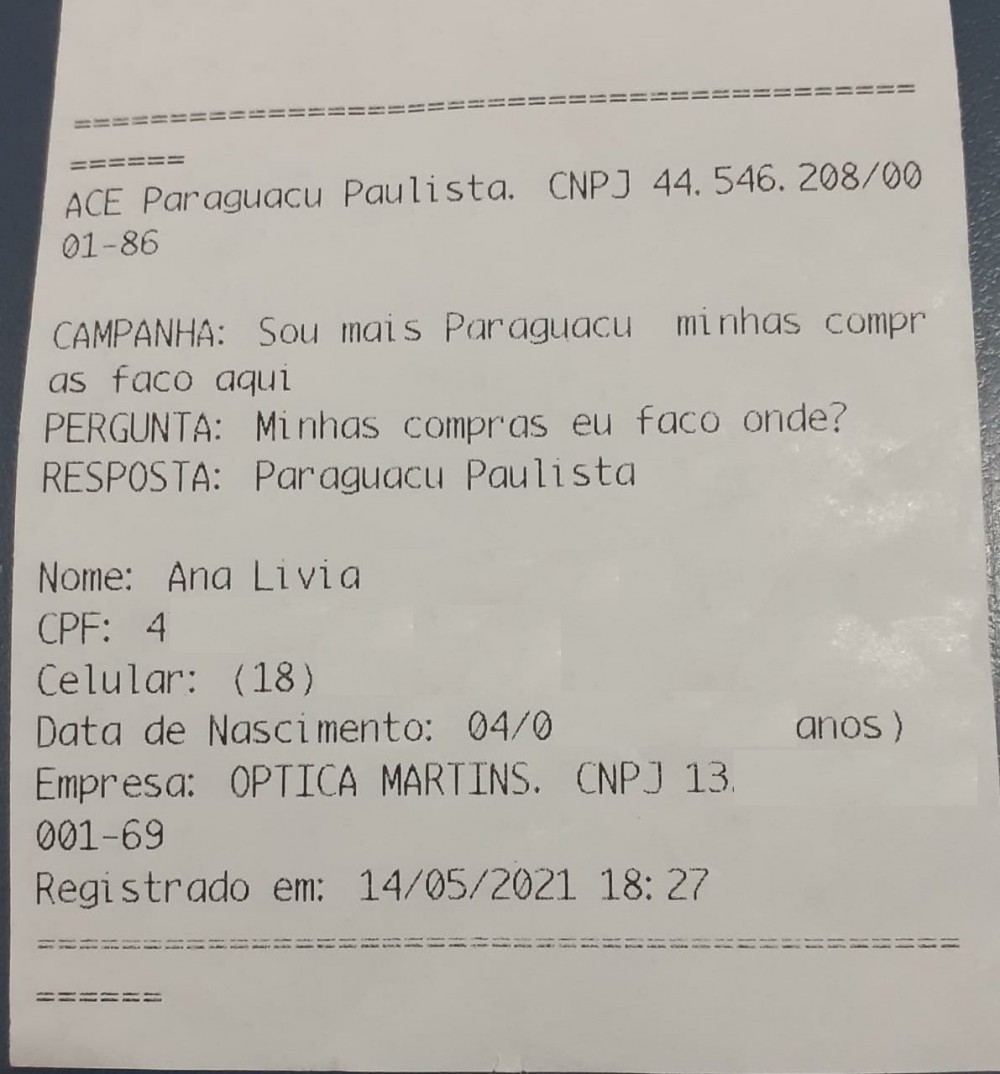 ==========================================
======
ACE Paraguacu Paulista. CNPJ 44.546.208/00
01-86
CAMPANHA: Sou mais Paraguacu  minhas compr
as faco aqui
PERGUNTA: Minhas compras eu faco onde?
RESPOSTA: Paraguacu Paulista
Nome: Ana Livia
CPF: 4
Celular: (18)
Data de Nascimento: 04/0 anos)
Empresa: OPTICA MARTINS. CNPJ 13.
001-69
Registrado em: 14/05/2021 18:27
==========================================
======